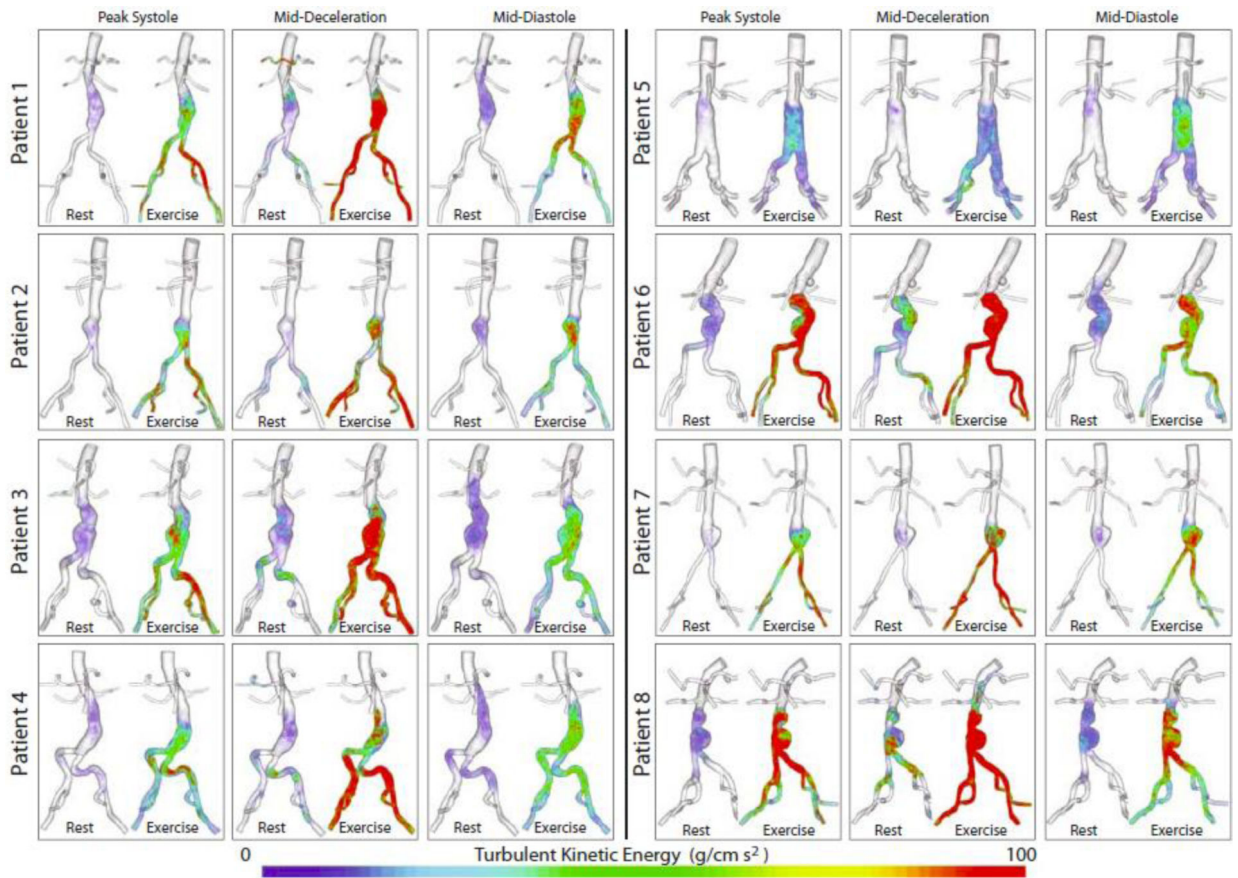 Peak Systole Mid-Deceleration Mid-Diastole Peak Systole Mid-Deceleration Mid-Diastole
Patient 1
Rest Exercise Rest Exercise Rest Exercise
Patient 5
Rest Exercise Rest Exercise Rest Exercise
Patient 2
Rest Exercise Rest Exercise Rest Exercise
Patient 6
Rest Exercise Rest Exercise Rest Exercise
Patient 3
Rest Exercise Rest Exercise Rest Exercise
Patient 7
Rest Exercise Rest Exercise Rest Exercise
Patient 4
Rest Exercise Rest Exercise Rest Exercise
Patient 8
Rest Exercise Rest Exercise Rest Exercise
0 Turbulent Kinetic Energy (g/cm s²) 100